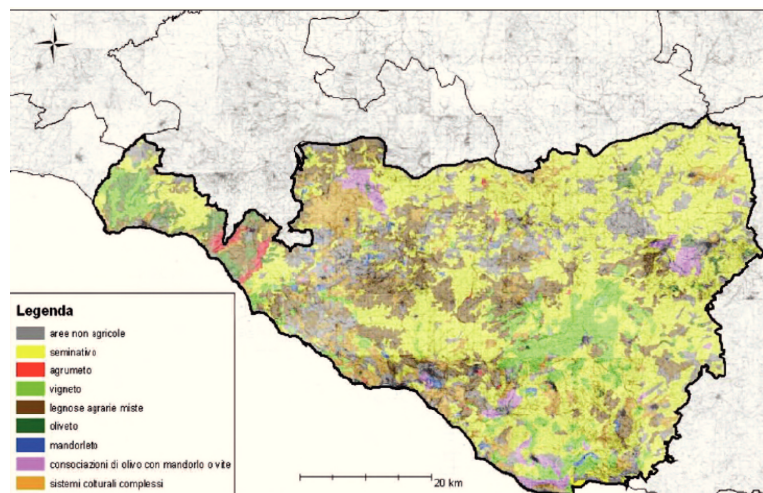 N
Legenda
aree non agricole
seminativo
agrumeto
vigneto
legnose agrarie miste
oliveto
mandorleto
consociazioni di olivo con mandorlo o vite
sistemi colturali complessi
20 km